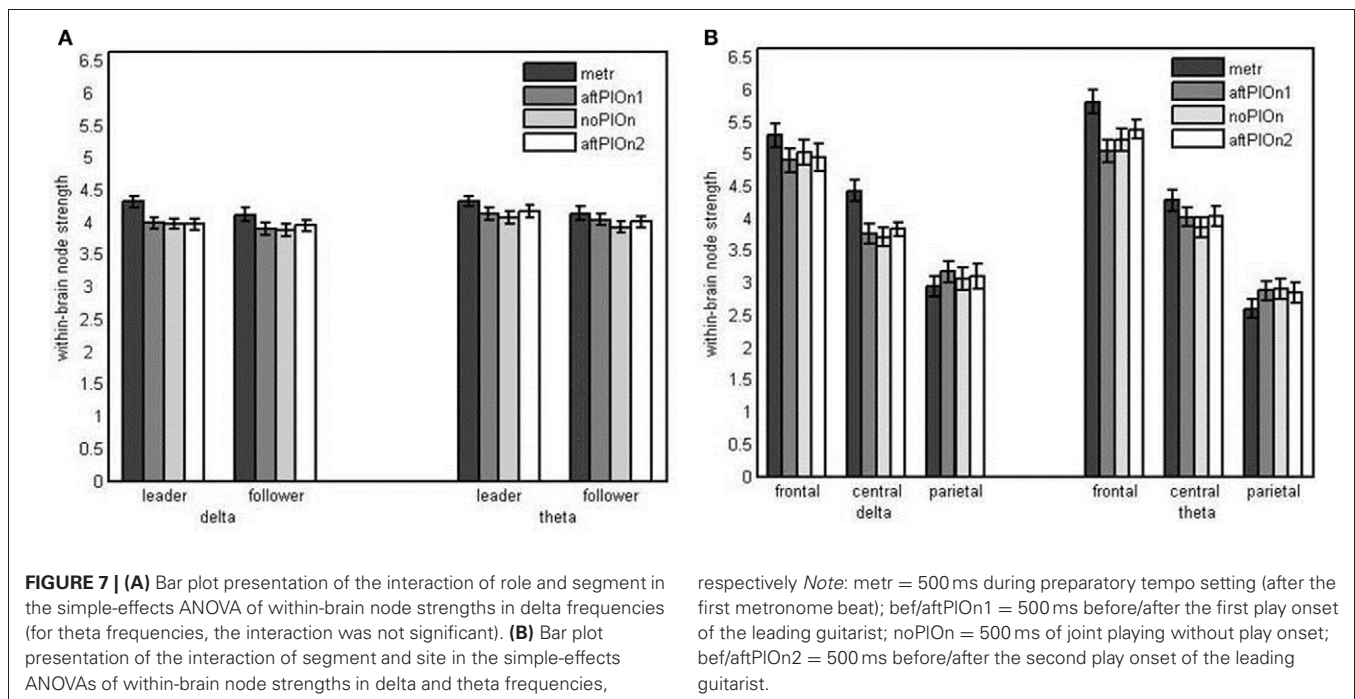 A
within-brain node strength
6.5
6
5.5
5
4.5
4
3.5
3
2.5
2
1.5
1
0.5
0
metr
aftPlOn1
noPlOn
aftPlOn2
leader follower leader follower
delta theta
B
within-brain node strength
6.5
6
5.5
5
4.5
4
3.5
3
2.5
2
1.5
1
0.5
0
metr
aftPlOn1
noPlOn
aftPlOn2
frontal central parietal frontal central parietal
delta theta
FIGURE 7 | (A) Bar plot presentation of the interaction of role and segment in
the simple-effects ANOVA of within-brain node strengths in delta frequencies
(for theta frequencies, the interaction was not significant). (B) Bar plot
presentation of the interaction of segment and site in the simple-effects
ANOVAs of within-brain node strengths in delta and theta frequencies,
respectively Note: metr = 500 ms during preparatory tempo setting (after the
first metronome beat); bef/aftPlOn1 = 500 ms before/after the first play onset
of the leading guitarist; noPlOn = 500 ms of joint playing without play onset;
bef/aftPlOn2 = 500 ms before/after the second play onset of the leading
guitarist.